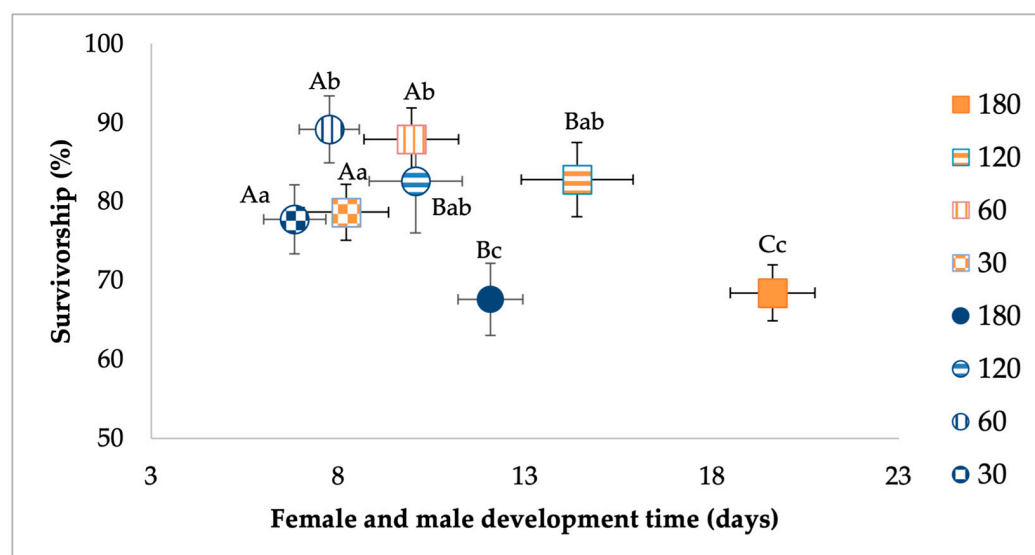 100
90
80
70
60
50
Survivorship (%)
3
8
13
18
23
Female and male development time (days)
Ab
Ab
Bab
Aa
Aa
Bab
Bc
Cc
180
120
60
30
180
120
60
30